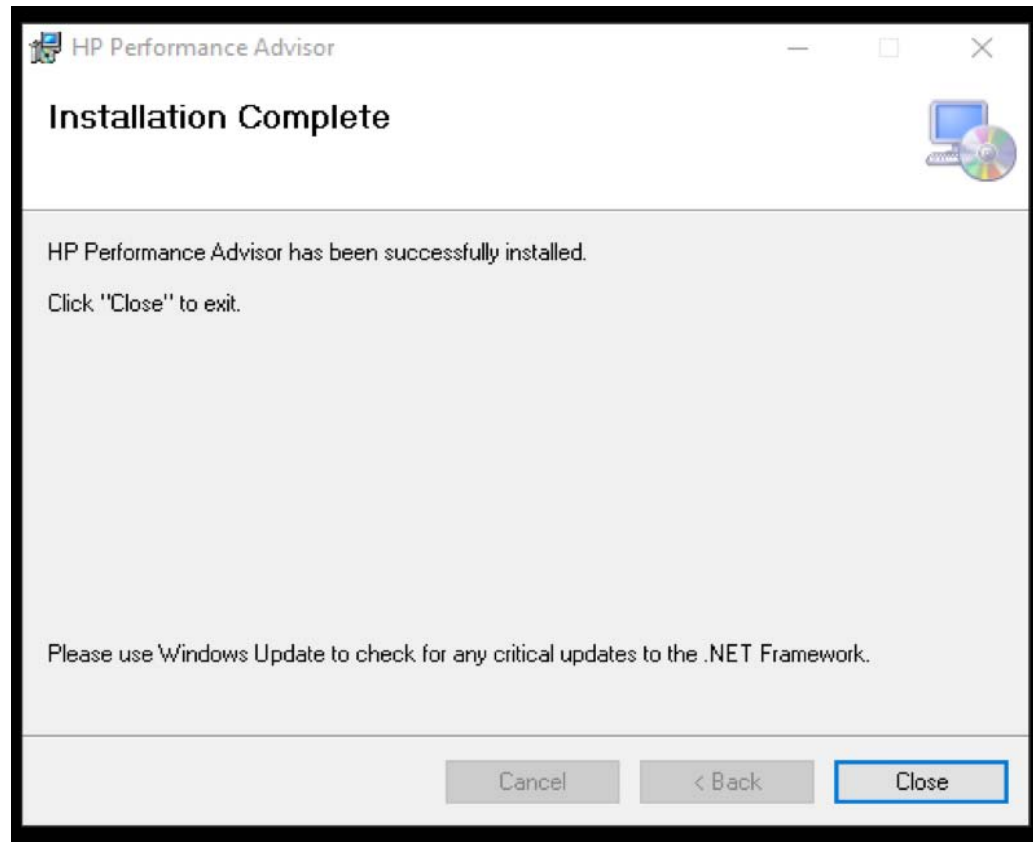 HP Performance Advisor
Installation Complete
HP Performance Advisor has been successfully installed.
Click "Close" to exit.
Please use Windows Update to check for any critical updates to the .NET Framework.
Cancel
< Back
Close